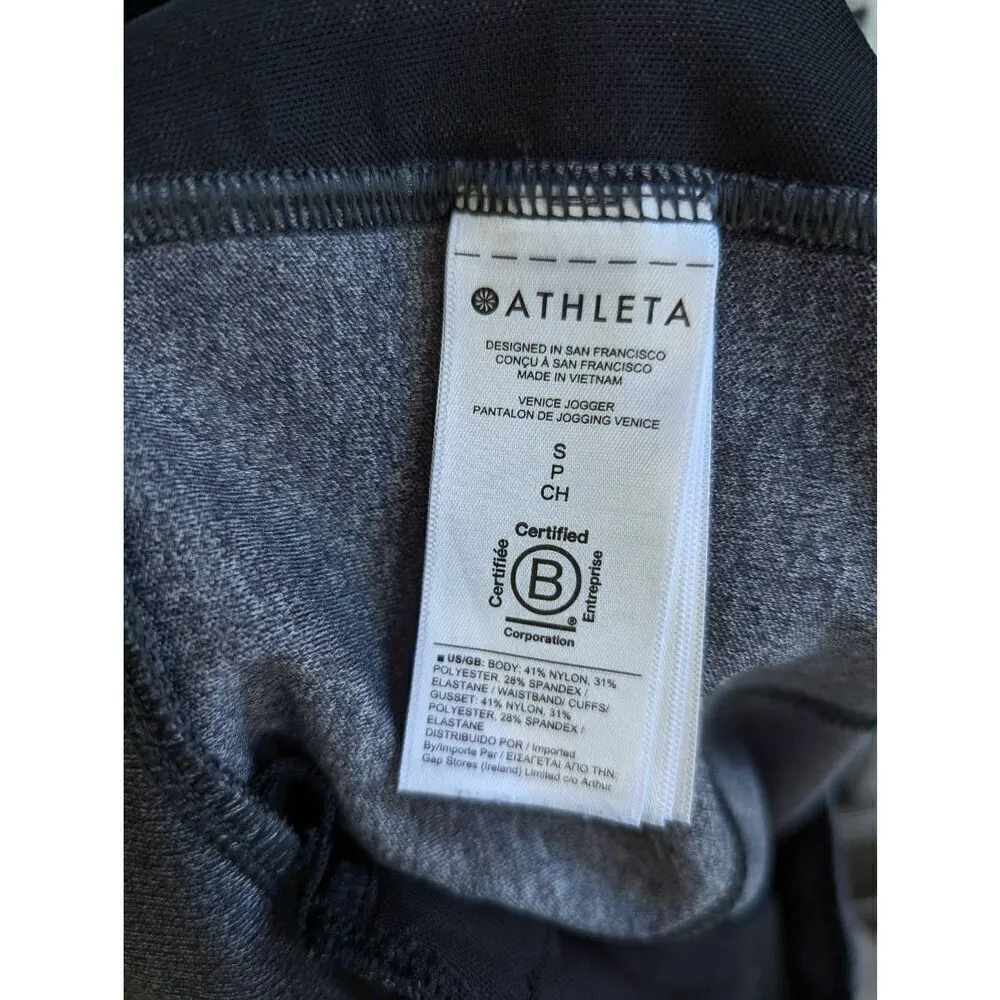 ATHLETA
DESIGNED IN SAN FRANCISCO
CONÇU À SAN FRANCISCO
MADE IN VIETNAM
VENICE JOGGER
PANTALON DE JOGGING VENICE
S
P
CH
Certified
Certifiée
B
Entreprise
®
Corporation
■ US/GB: BODY: 41% NYLON, 31%
POLYESTER, 28% SPANDEX /
ELASTANE / WAISTBAND/ CUFFS/
GUSSET: 41% NYLON, 31%
POLYESTER, 28% SPANDEX /
ELASTANE
DISTRIBUIDO POR / Imported
By/Importe Par / ΕΙΣΑΓΕΤΑΙ ΑΠΟ ΤΗΝ
Gap Stores (Ireland) Limited c/o Arthur